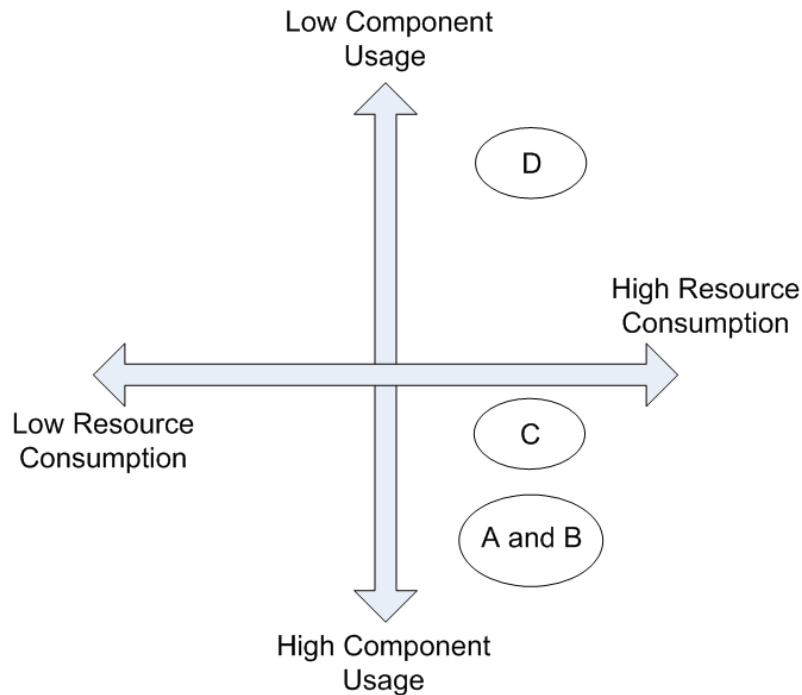 Low Component
Usage
D
High Resource
Consumption
Low Resource
Consumption
C
A and B
High Component
Usage